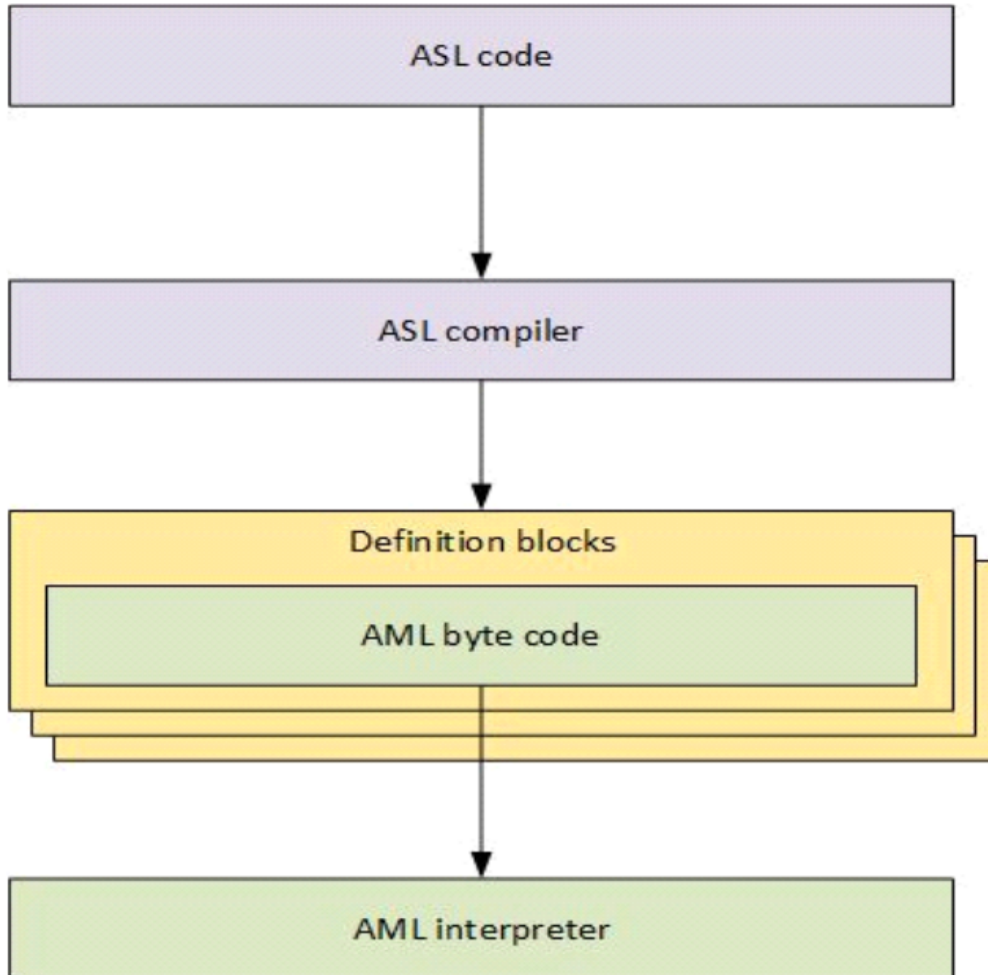 ASL code
ASL compiler
Definition blocks
AML byte code
AML interpreter